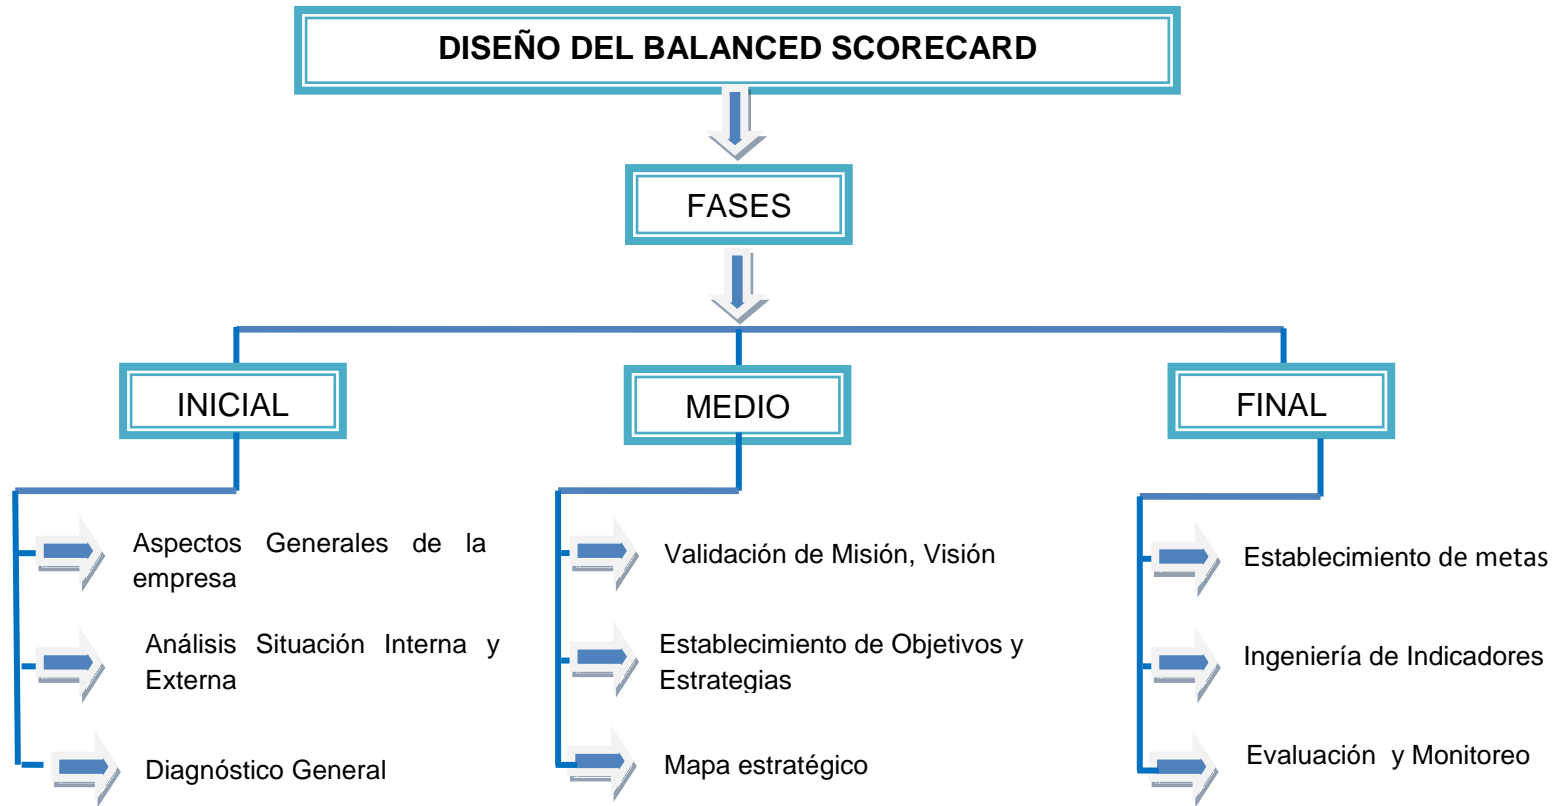 DISEÑO DEL BALANCED SCORECARD
FASES
INICIAL
MEDIO
FINAL
Aspectos Generales de la
empresa
Análisis Situación Interna y
Externa
Diagnóstico General
Validación de Misión, Visión
Establecimiento de Objetivos y
Estrategias
Mapa estratégico
Establecimiento de metas
Ingeniería de Indicadores
Evaluación y Monitoreo